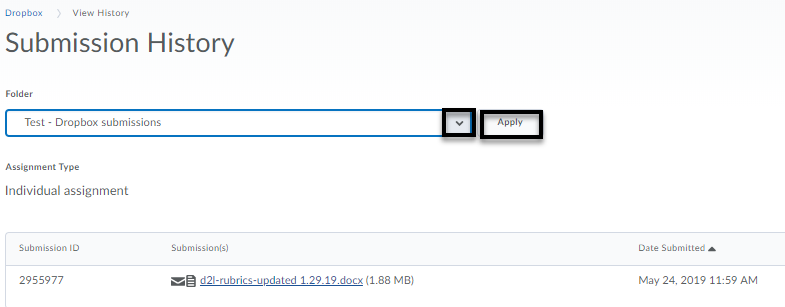 Dropbox > View History
Submission History
Folder
Test - Dropbox submissions Apply
Assignment Type
Individual assignment
Submission ID Submission(s) Date Submitted
2955977 d2l-rubrics-updated 1.29.19.docx (1.88 MB) May 24, 2019 11:59 AM